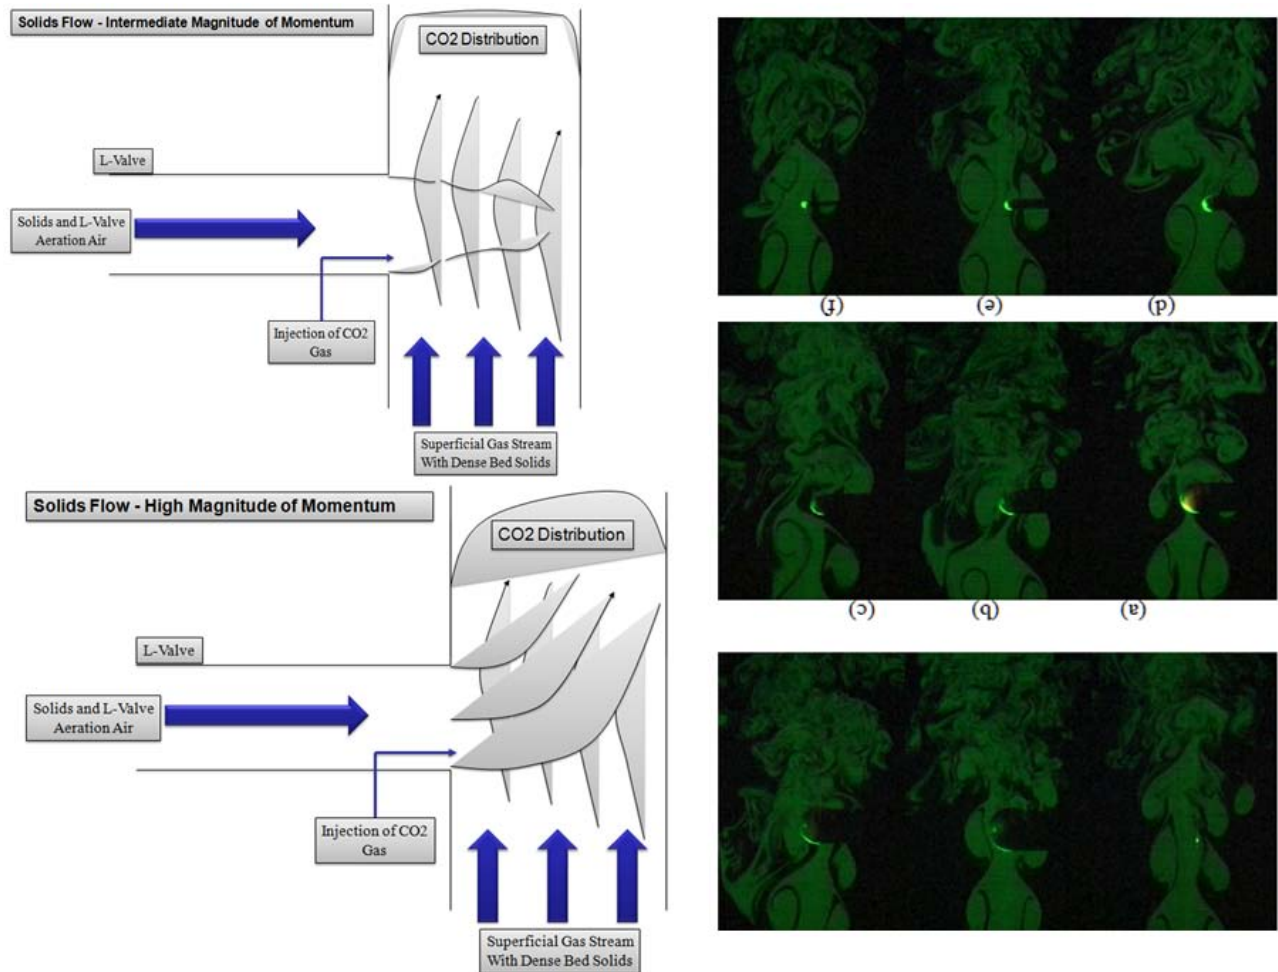 Solids Flow - Intermediate Magnitude of Momentum
CO2 Distribution
L-Valve
Solids and L-Valve
Aeration Air
Injection of CO2
Gas
Superficial Gas Stream
With Dense Bed Solids
Solids Flow - High Magnitude of Momentum
CO2 Distribution
L-Valve
Solids and L-Valve
Aeration Air
Injection of CO2
Gas
Superficial Gas Stream
With Dense Bed Solids
(f)
(e)
(d)
(c)
(b)
(a)